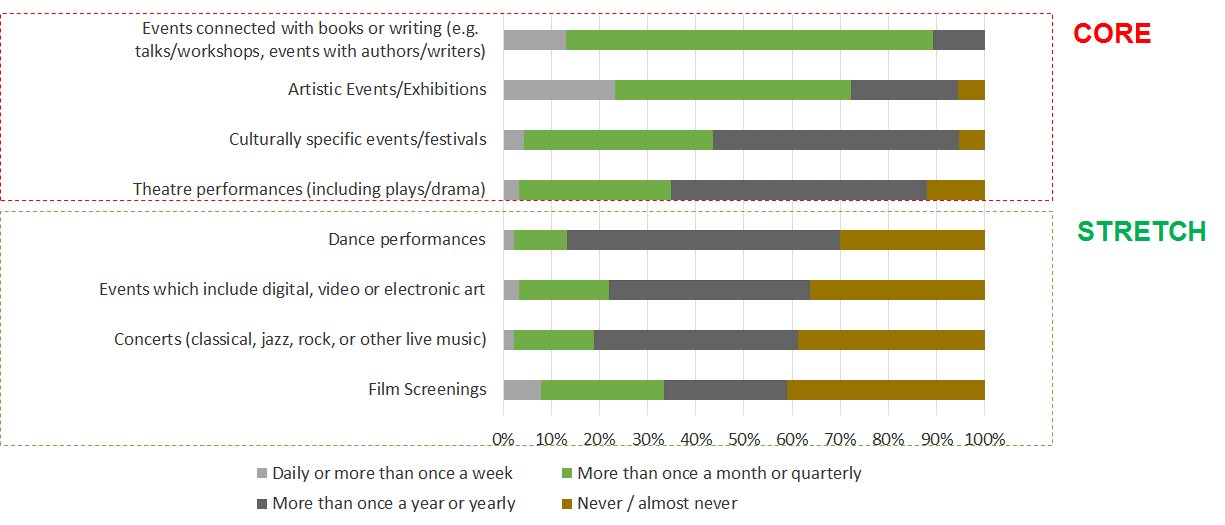 Events connected with books or writing (e.g.
talks/workshops, events with authors/writers)
CORE
Artistic Events/Exhibitions
Culturally specific events/festivals
Theatre performances (including plays/drama)
Dance performances
STRETCH
Events which include digital, video or electronic art
Concerts (classical, jazz, rock, or other live music)
Film Screenings
0% 10% 20% 30% 40% 50% 60% 70% 80% 90% 100%
Daily or more than once a week
More than once a month or quarterly
More than once a year or yearly
Never / almost never